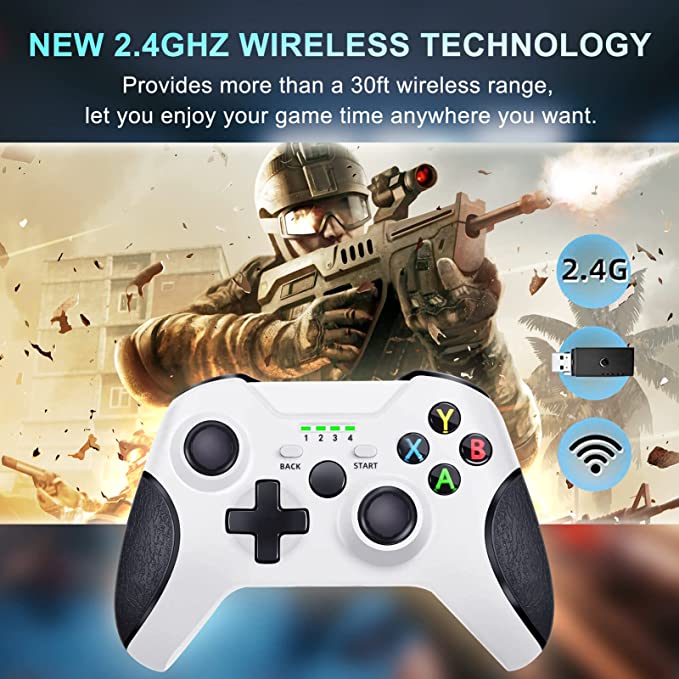 NEW 2.4GHZ WIRELESS TECHNOLOGY
Provides more than a 30ft wireless range,
let you enjoy your game time anywhere you want.
2.4G
1 2 3 4
BACK START
Y
X B
A